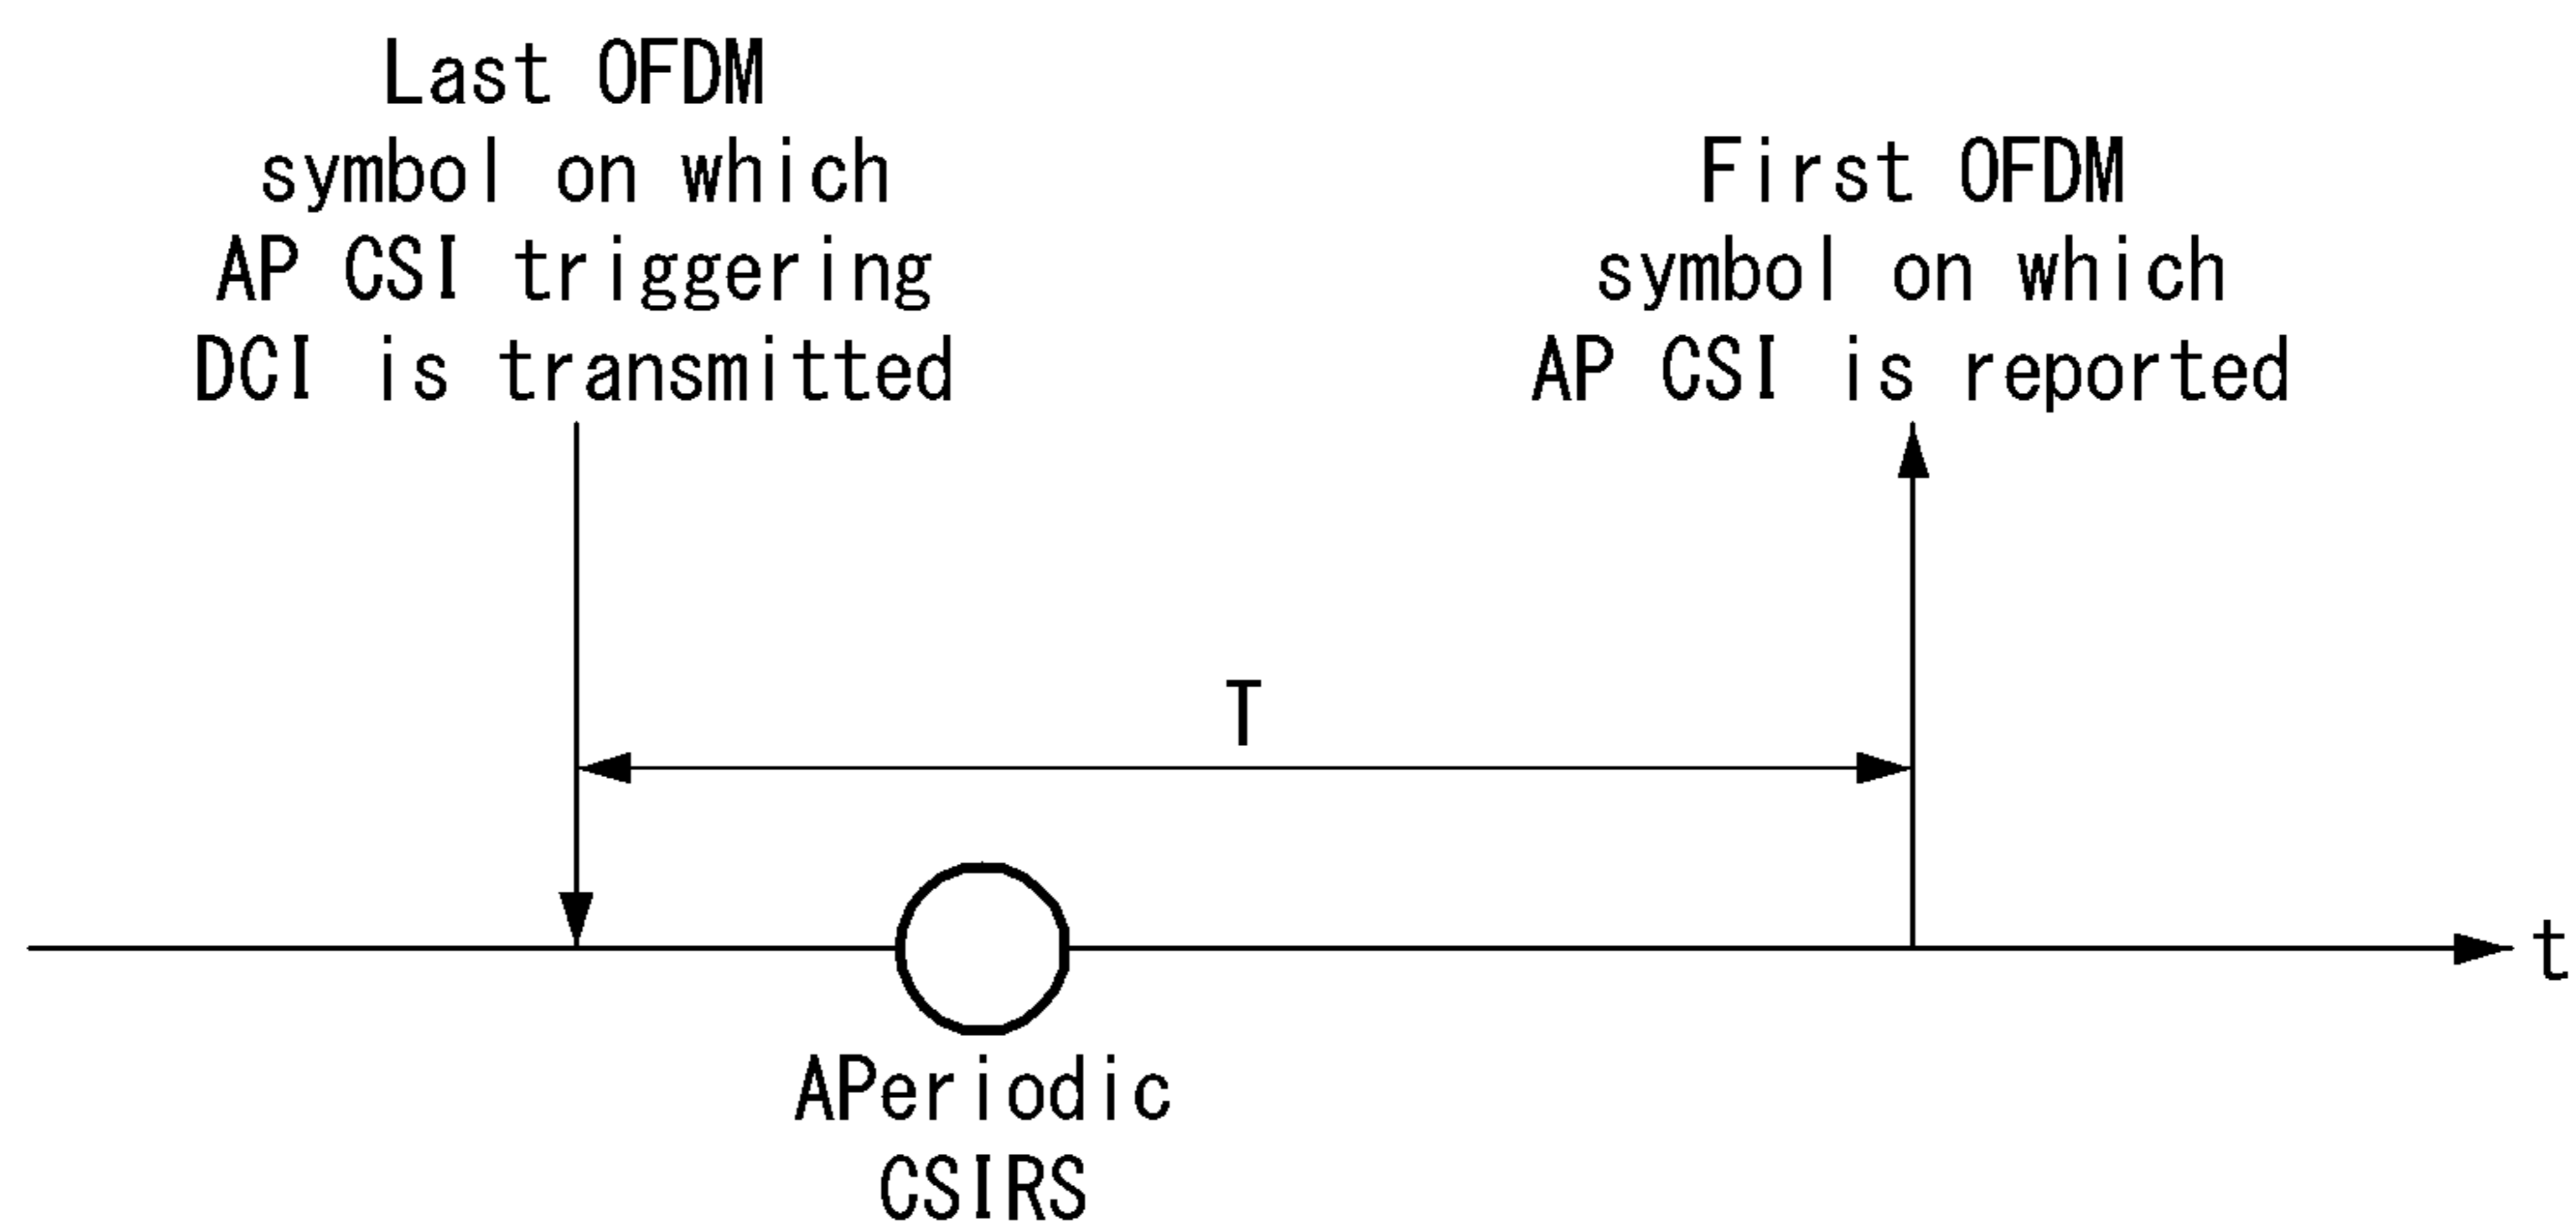 Last OFDM
symbol on which
AP CSI triggering
DCI is transmitted
First OFDM
symbol on which
AP CSI is reported
T
t
APeriodic
CSIRS